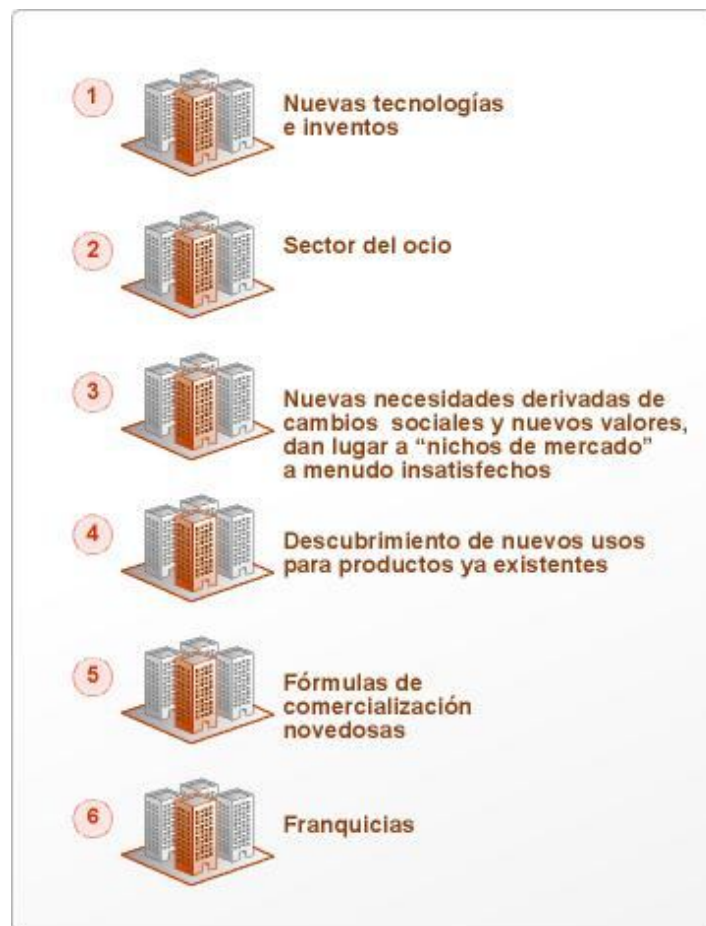 1
Nuevas tecnologías
e inventos
2
Sector del ocio
3
Nuevas necesidades derivadas de
cambios sociales y nuevos valores,
dan lugar a “nichos de mercado”
a menudo insatisfechos
4
Descubrimiento de nuevos usos
para productos ya existentes
5
Fórmulas de
comercialización
novedosas
6
Franquicias